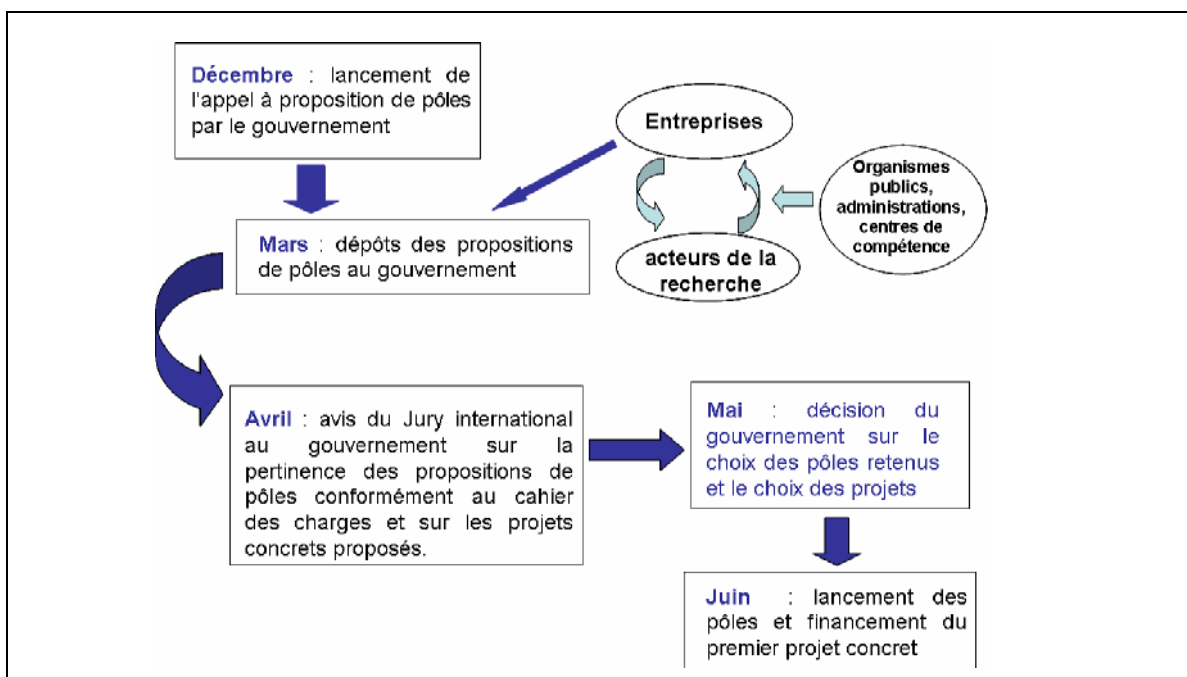 Décembre : lancement de
l'appel à proposition de pôles
par le gouvernement
Entreprises
Organismes
publics,
administrations,
centres de
compétence
Mars : dépôts des propositions
de pôles au gouvernement
acteurs de la
recherche
Avril : avis du Jury international
au gouvernement sur la
pertinence des propositions de
pôles conformément au cahier
des charges et sur les projets
concrets proposés.
Mai : décision du
gouvernement sur le
choix des pôles retenus
et le choix des projets
Juin : lancement des
pôles et financement du
premier projet concret